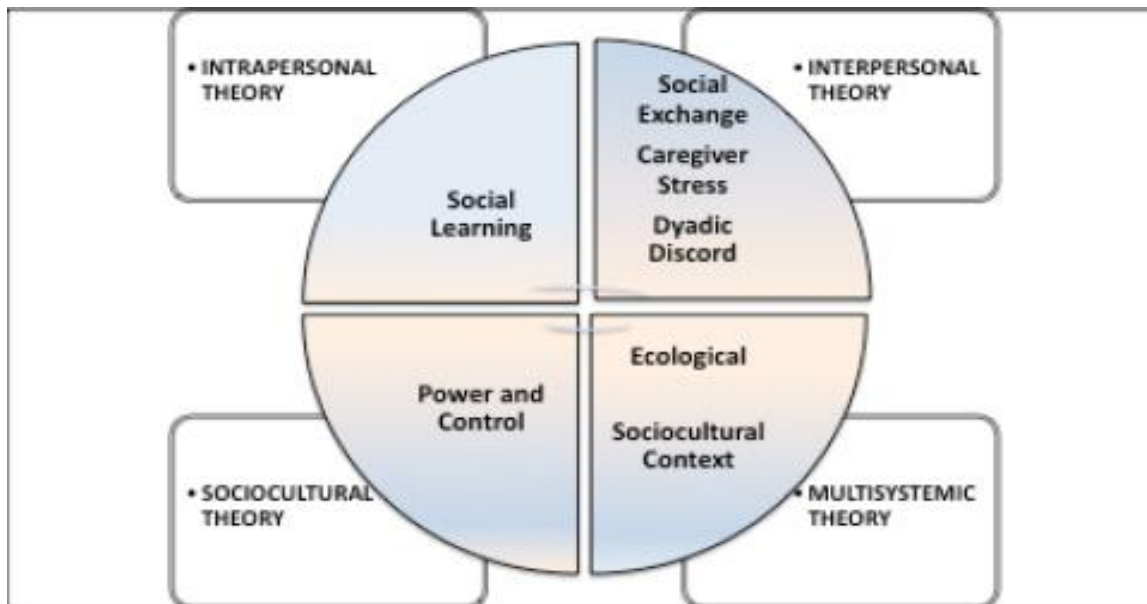 • INTRAPERSONAL
THEORY
Social
Learning
Social
Exchange
Caregiver
Stress
Dyadic
Discord
• INTERPERSONAL
THEORY
• SOCIOCULTURAL
THEORY
Power and
Control
Ecological
Sociocultural
Context
• MULTISYSTEMIC
THEORY